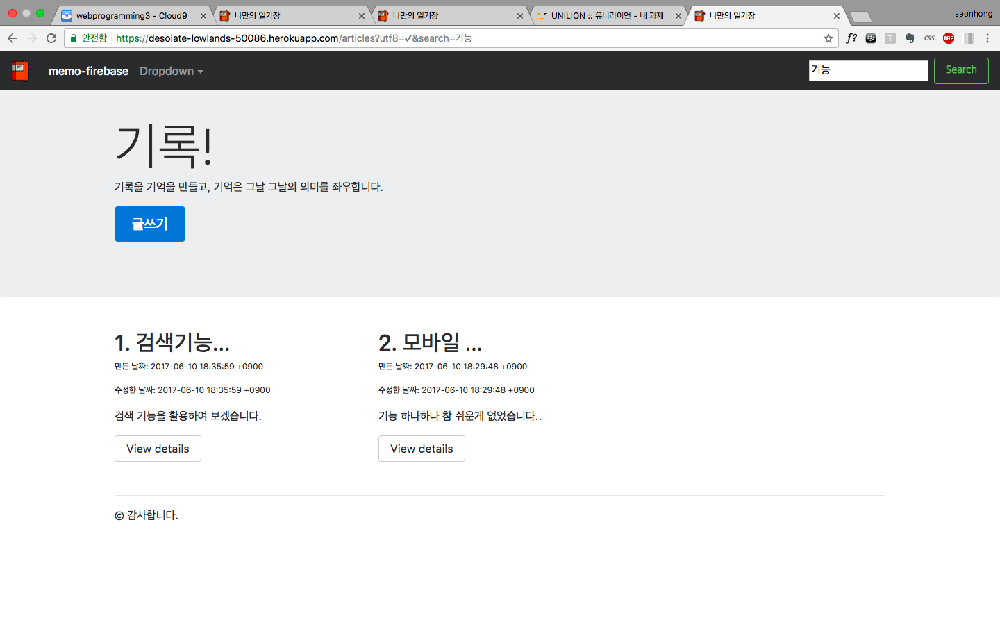 webprogramming3 - Cloud9
나만의 일기장
나만의 일기장
UNILION :: 유니라이언 - 내 과제
나만의 일기장
seonhong
안전함 https://desolate-lowlands-50086.herokuapp.com/articles?utf8=✓&search=기능
f?
T
css
ABP
memo-firebase Dropdown
기능
Search
기록!
기록을 기억을 만들고, 기억은 그날 그날의 의미를 좌우합니다.
글쓰기
1. 검색기능...
만든 날짜: 2017-06-10 18:35:59 +0900
수정한 날짜: 2017-06-10 18:35:59 +0900
검색 기능을 활용하여 보겠습니다.
View details
2. 모바일 ...
만든 날짜: 2017-06-10 18:29:48 +0900
수정한 날짜: 2017-06-10 18:29:48 +0900
기능 하나하나 참 쉬운게 없었습니다..
View details
© 감사합니다.